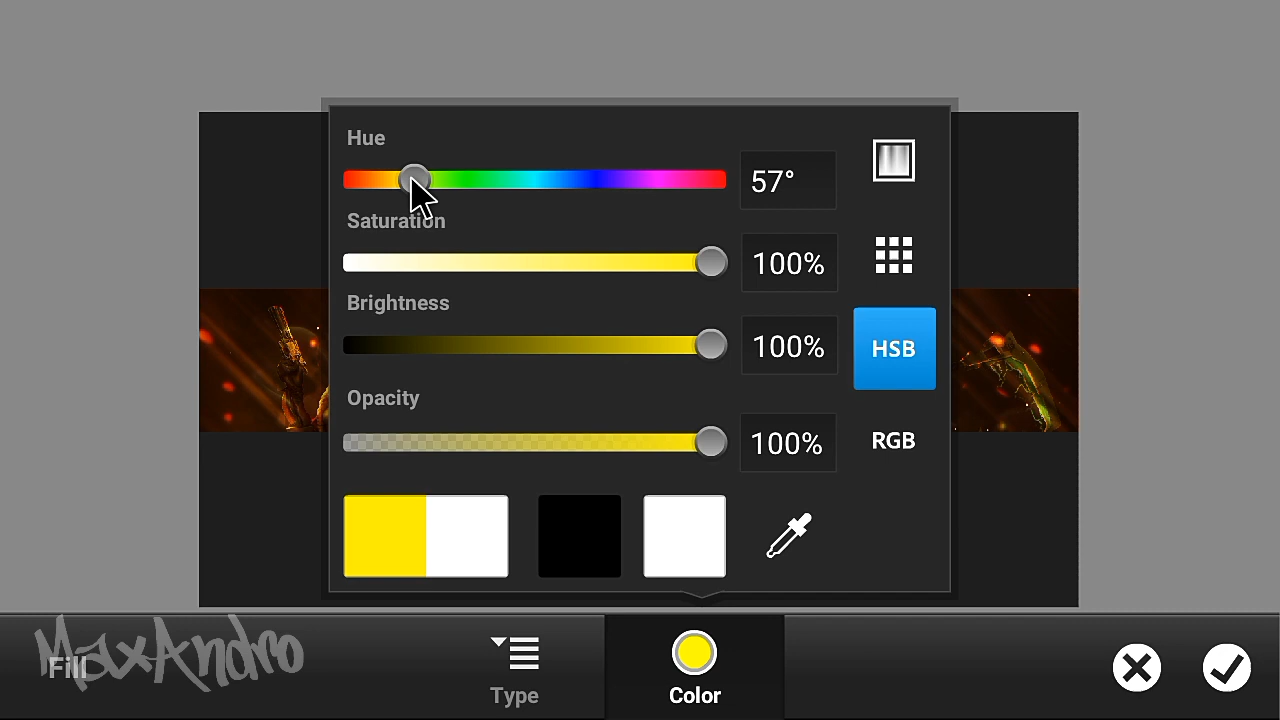 Hue
57°
Saturation
100%
Brightness
100%
HSB
Opacity
100%
RGB
MaxAndro
Fill
Type
Color